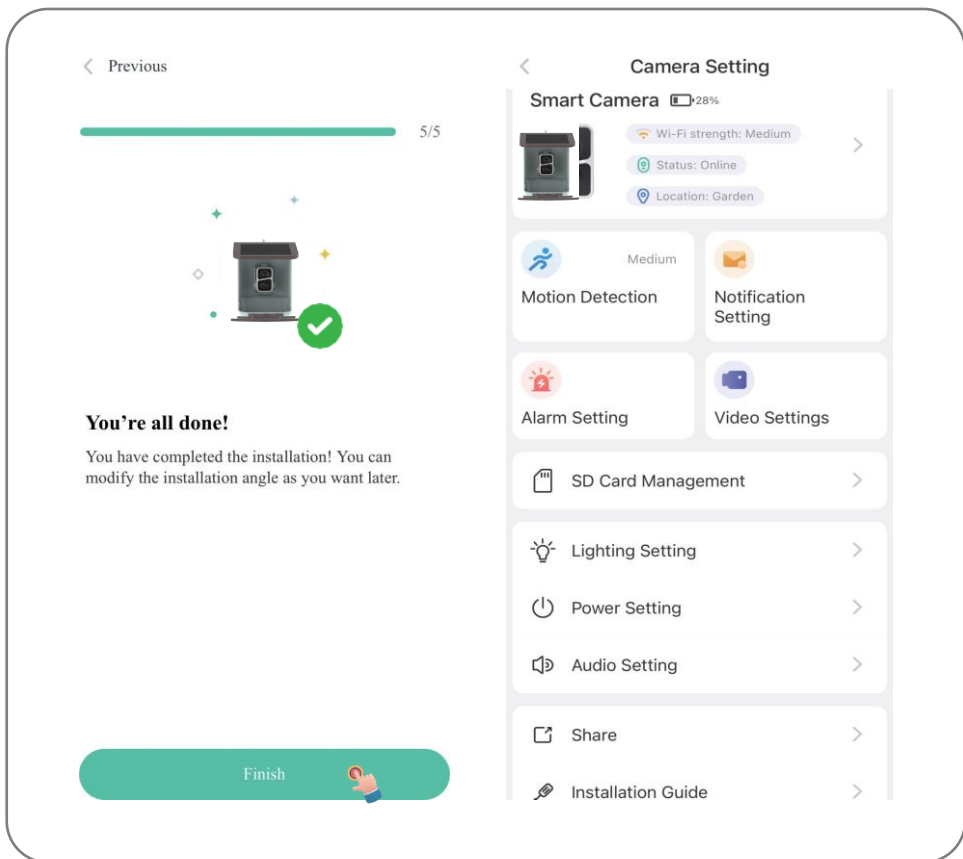 Previous
5/5
You're all done!
You have completed the installation! You can
modify the installation angle as you want later.
Finish
Camera Setting
Smart Camera 28%
Wi-Fi strength: Medium
Status: Online
Location: Garden
Medium
Motion Detection
Notification
Setting
Alarm Setting
Video Settings
SD Card Management
Lighting Setting
Power Setting
Audio Setting
Share
Installation Guide